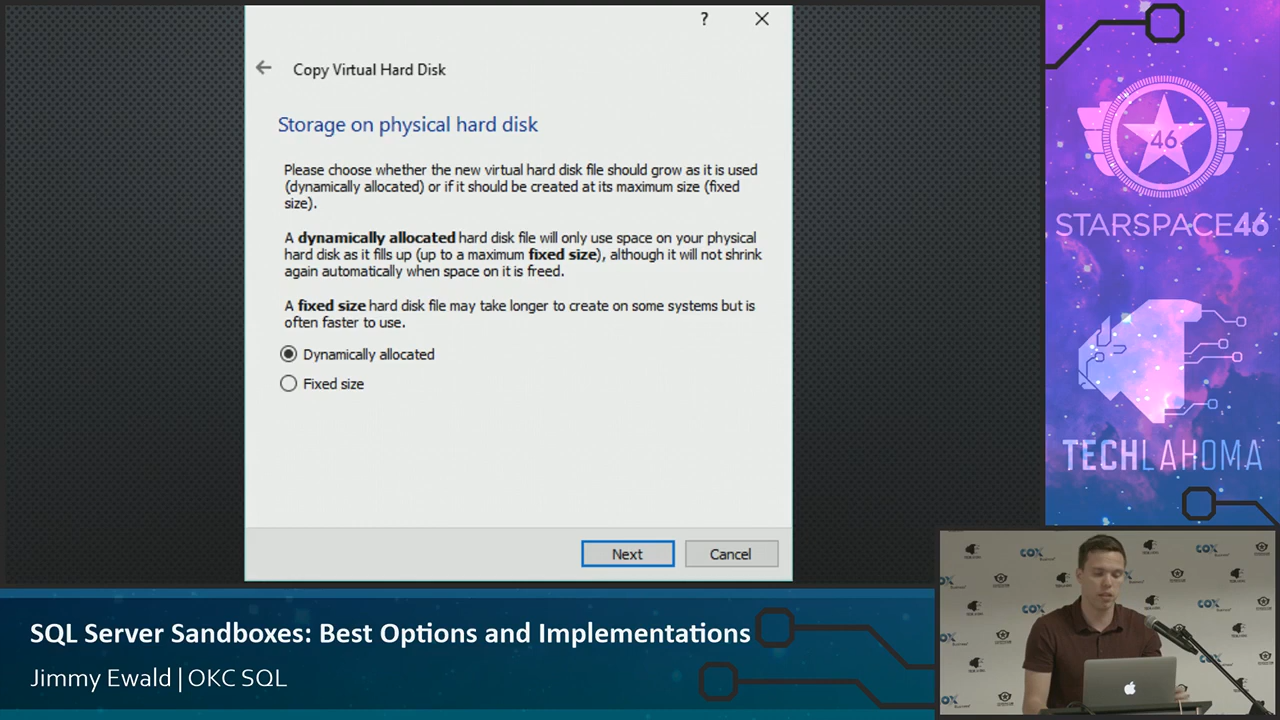 ?
Copy Virtual Hard Disk
Storage on physical hard disk
Please choose whether the new virtual hard disk file should grow as it is used
(dynamically allocated) or if it should be created at its maximum size (fixed
size).
A dynamically allocated hard disk file will only use space on your physical
hard disk as it fills up (up to a maximum fixed size), although it will not shrink
again automatically when space on it is freed.
A fixed size hard disk file may take longer to create on some systems but is
often faster to use.
Dynamically allocated
Fixed size
Next
Cancel
46
STARSPACE46
TECHLAHOMA
SQL Server Sandboxes: Best Options and Implementations
Jimmy Ewald | OKC SQL
COX
COX
COX